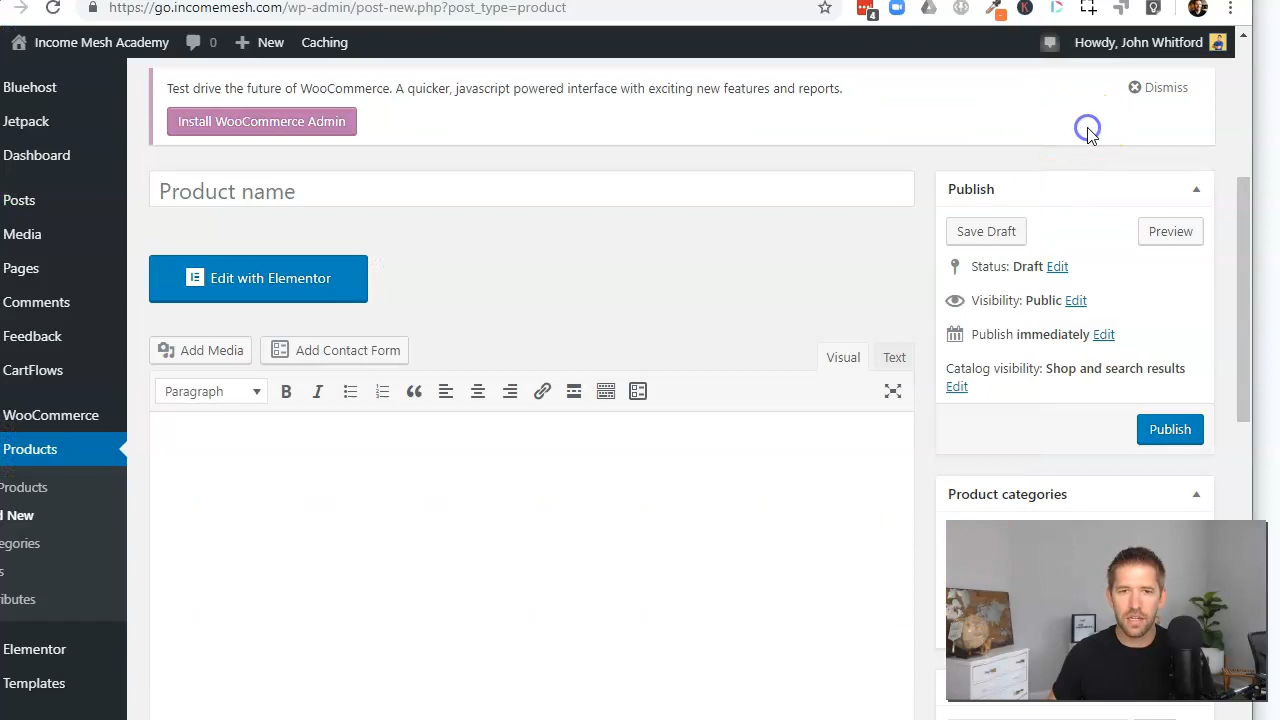 https://go.incomemesh.com/wp-admin/post-new.php?post_type=product
4
Income Mesh Academy 0 New Caching Howdy, John Whitford
Bluehost
Jetpack
Dashboard
Posts
Media
Pages
Comments
Feedback
CartFlows
WooCommerce
Products
Products
d New
egories
s
ributes
Elementor
Templates
Test drive the future of WooCommerce. A quicker, javascript powered interface with exciting new features and reports.
Dismiss
Install WooCommerce Admin
Product name
Edit with Elementor
Add Media Add Contact Form
Visual Text
Paragraph B I
Publish
Save Draft Preview
Status: Draft Edit
Visibility: Public Edit
Publish immediately Edit
Catalog visibility: Shop and search results
Edit
Publish
Product categories